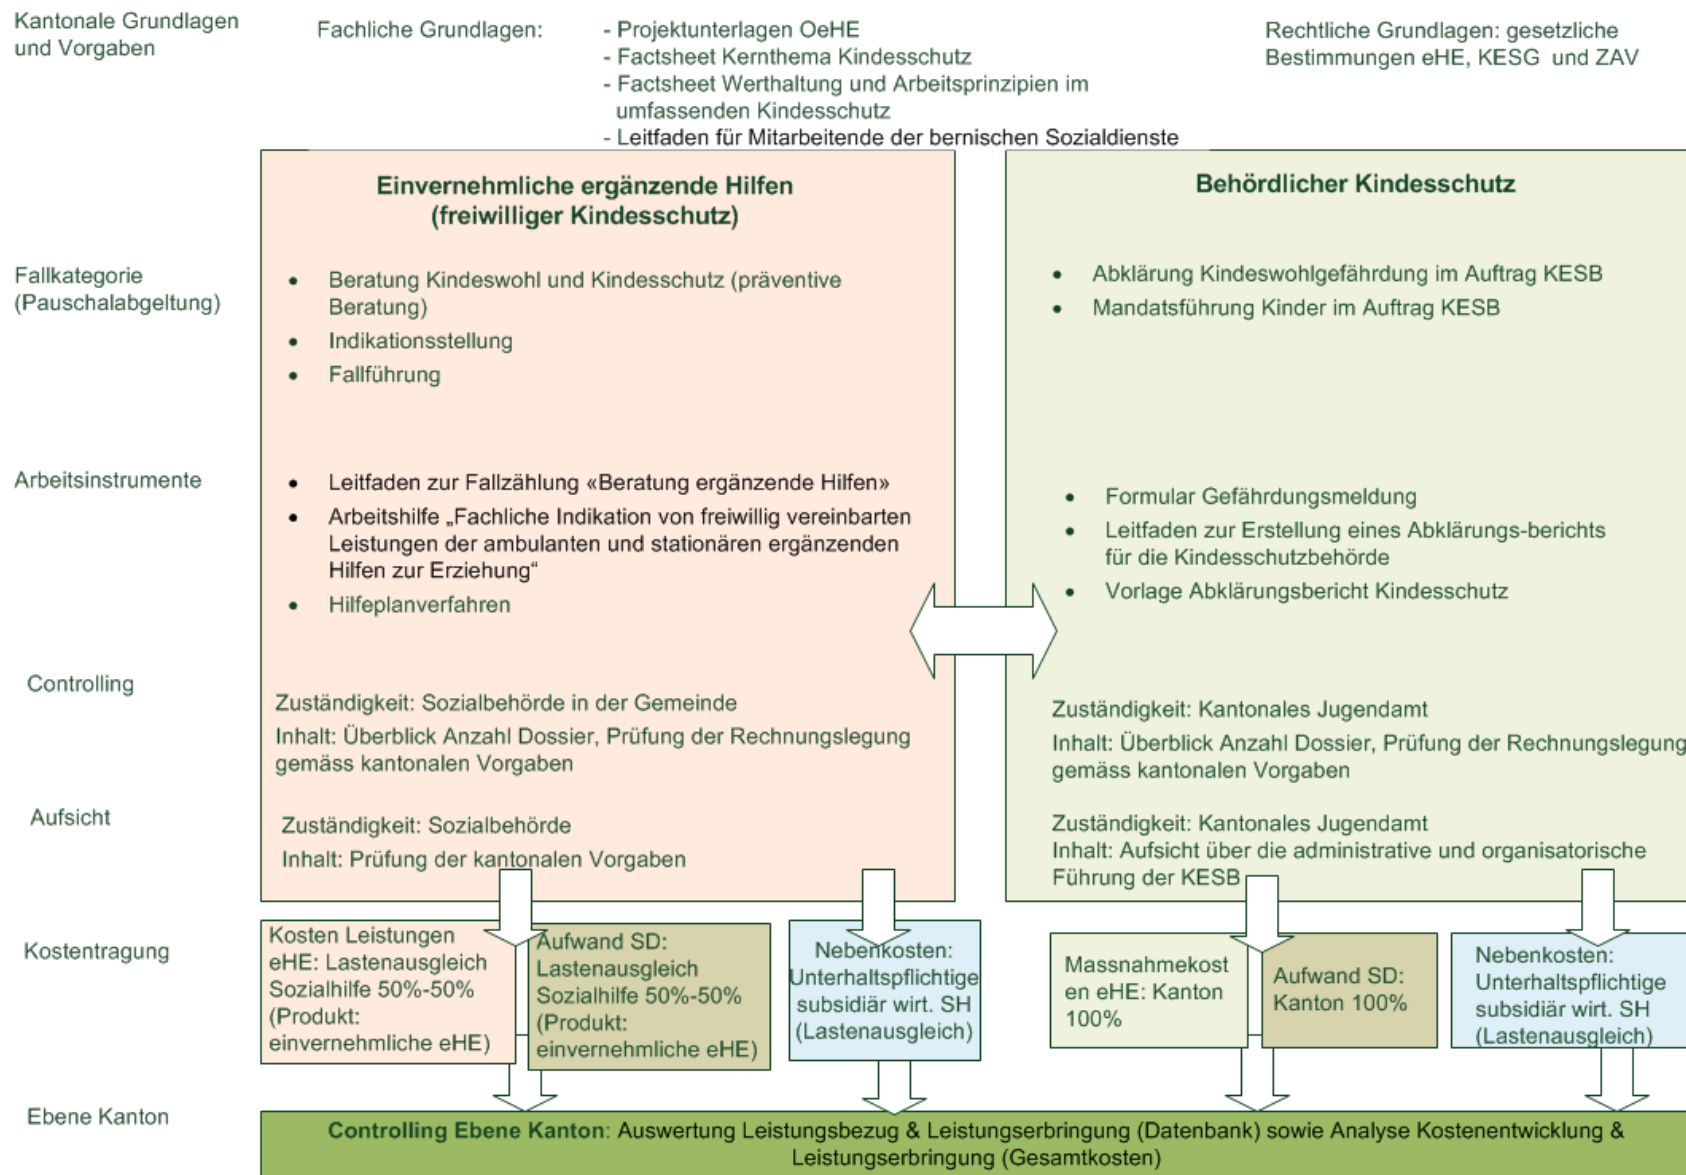 Kantonale Grundlagen
und Vorgaben
Fachliche Grundlagen:
- Projektunterlagen OeHE
- Factsheet Kernthema Kindesschutz
- Factsheet Werthaltung und Arbeitsprinzipien im
umfassenden Kindesschutz
- Leitfaden für Mitarbeitende der bernischen Sozialdienste
Rechtliche Grundlagen: gesetzliche
Bestimmungen eHE, KESG und ZAV
Einvernehmliche ergänzende Hilfen
(freiwilliger Kindesschutz)
Behördlicher Kindesschutz
Fallkategorie
(Pauschalabgeltung)
• Beratung Kindeswohl und Kindesschutz (präventive
Beratung)
• Indikationsstellung
• Fallführung
• Abklärung Kindeswohlgefährdung im Auftrag KESB
• Mandatsführung Kinder im Auftrag KESB
Arbeitsinstrumente
• Leitfaden zur Fallzählung «Beratung ergänzende Hilfen»
• Arbeitshilfe „Fachliche Indikation von freiwillig vereinbarten
Leistungen der ambulanten und stationären ergänzenden
Hilfen zur Erziehung“
• Hilfeplanverfahren
• Formular Gefährdungsmeldung
• Leitfaden zur Erstellung eines Abklärungs-berichts
für die Kindesschutzbehörde
• Vorlage Abklärungsbericht Kindesschutz
Controlling
Zuständigkeit: Sozialbehörde in der Gemeinde
Inhalt: Überblick Anzahl Dossier, Prüfung der Rechnungslegung
gemäss kantonalen Vorgaben
Zuständigkeit: Kantonales Jugendamt
Inhalt: Überblick Anzahl Dossier, Prüfung der Rechnungslegung
gemäss kantonalen Vorgaben
Aufsicht
Zuständigkeit: Sozialbehörde
Inhalt: Prüfung der kantonalen Vorgaben
Zuständigkeit: Kantonales Jugendamt
Inhalt: Aufsicht über die administrative und organisatorische
Führung der KESB
Kostentragung
Kosten Leistungen
eHE: Lastenausgleich
Sozialhilfe 50%-50%
(Produkt:
einvernehmliche eHE)
Aufwand SD:
Lastenausgleich
Sozialhilfe 50%-50%
(Produkt:
einvernehmliche eHE)
Nebenkosten:
Unterhaltspflichtige
subsidiär wirt. SH
(Lastenausgleich)
Massnahmekost
en eHE: Kanton
100%
Aufwand SD:
Kanton 100%
Nebenkosten:
Unterhaltspflichtige
subsidiär wirt. SH
(Lastenausgleich)
Ebene Kanton
Controlling Ebene Kanton: Auswertung Leistungsbezug & Leistungserbringung (Datenbank) sowie Analyse Kostenentwicklung &
Leistungserbringung (Gesamtkosten)